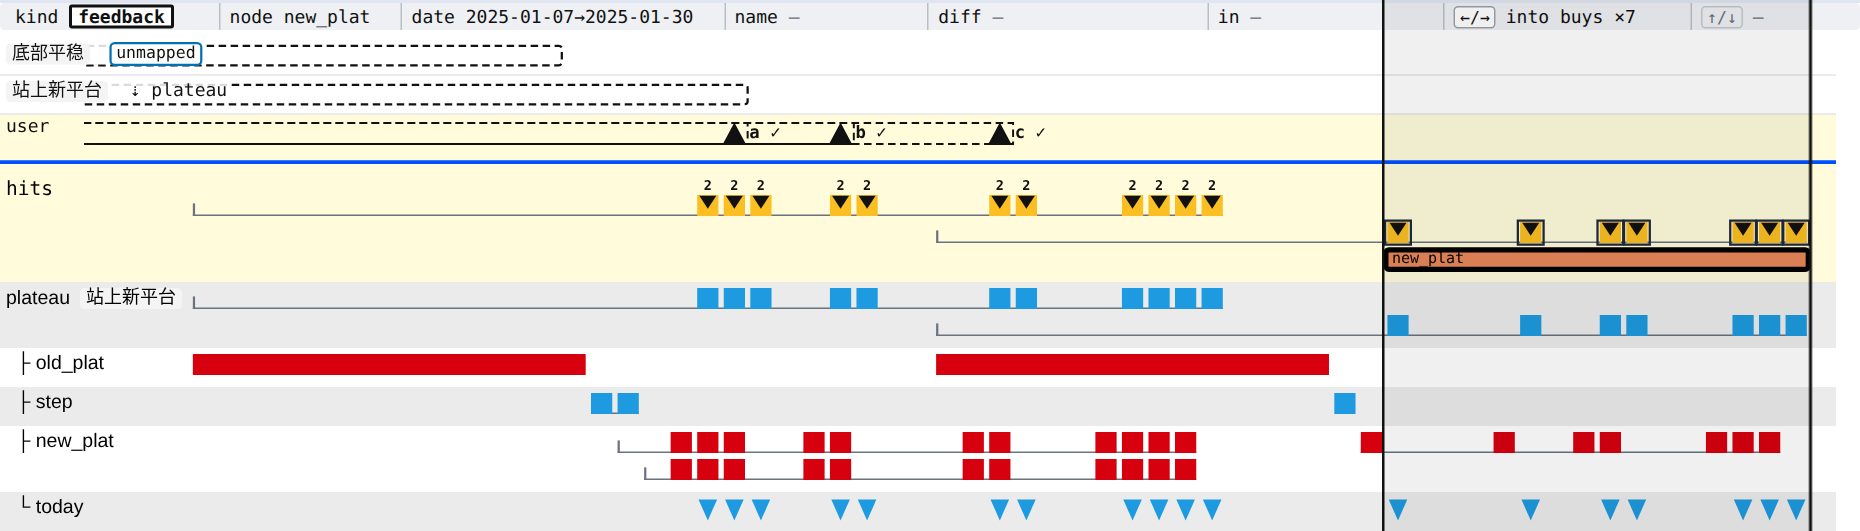 kind feedback node new_plat date 2025-01-07→2025-01-30 name — diff — in — ←/→ into buys ×7 ↑/↓ —
底部平稳 unmapped
站上新平台 ⇣ plateau
user a ✓ b ✓ c ✓
2 2 2 2 2 2 2 2 2 2 2
hits
new_plat
plateau 站上新平台
├ old_plat
├ step
├ new_plat
└ today